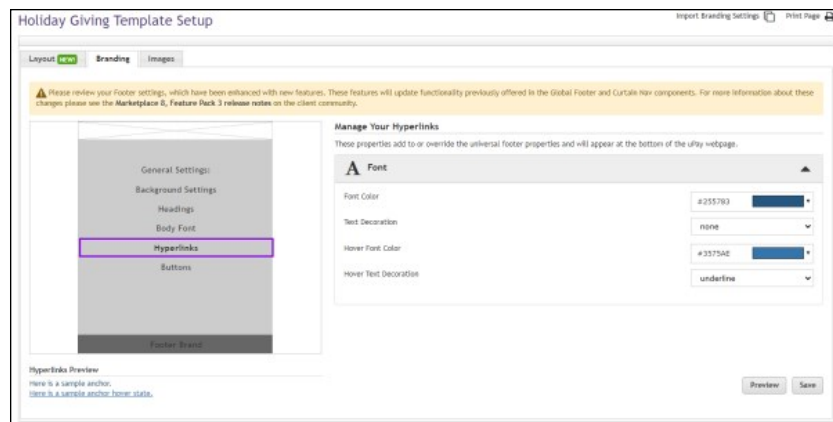 Holiday Giving Template Setup
Import Branding Settings
Print Page
Layout NEW!
Branding
Images
Please review your Footer settings, which have been enhanced with new features. These features will update functionality previously offered in the Global Footer and Curtain Nav components. For more information about these
changes please see the Marketplace 8, Feature Pack 3 release notes on the client community.
General Settings:
Background Settings
Headings
Body Font
Hyperlinks
Buttons
Footer Brand
Manage Your Hyperlinks
These properties add to or override the universal footer properties and will appear at the bottom of the uPay webpage.
A Font
Font Color
#255783
Text Decoration
none
Hover Font Color
#3575AE
Hover Text Decoration
underline
Hyperlinks Preview
Here is a sample anchor.
Here is a sample anchor hover state.
Preview
Save